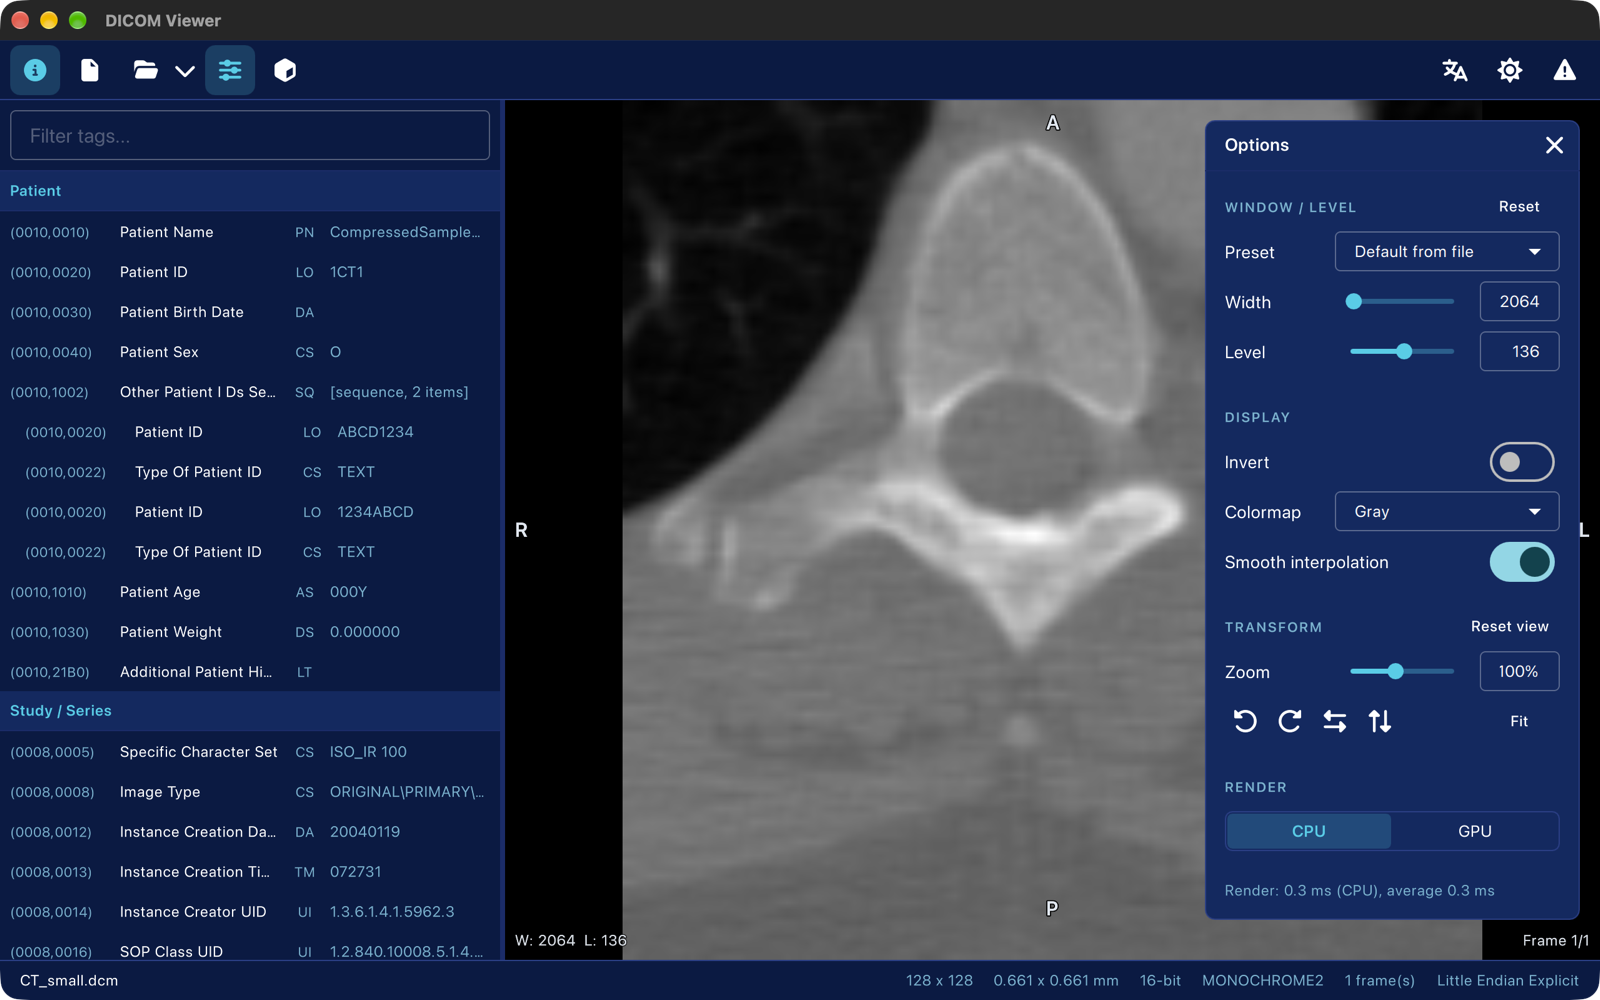 DICOM Viewer
Filter tags...
Patient
(0010,0010) Patient Name PN CompressedSample...
(0010,0020) Patient ID LO 1CT1
(0010,0030) Patient Birth Date DA
(0010,0040) Patient Sex CS O
(0010,1002) Other Patient I Ds Se... SQ [sequence, 2 items]
(0010,0020) Patient ID LO ABCD1234
(0010,0022) Type Of Patient ID CS TEXT
(0010,0020) Patient ID LO 1234ABCD
(0010,0022) Type Of Patient ID CS TEXT
(0010,1010) Patient Age AS 000Y
(0010,1030) Patient Weight DS 0.000000
(0010,21B0) Additional Patient Hi... LT
Study / Series
(0008,0005) Specific Character Set CS ISO_IR 100
(0008,0008) Image Type CS ORIGINAL\PRIMARY\...
(0008,0012) Instance Creation Da... DA 20040119
(0008,0013) Instance Creation Ti... TM 072731
(0008,0014) Instance Creator UID UI 1.3.6.1.4.1.5962.3
(0008,0016) SOP Class UID UI 1.2.840.10008.5.1.4....
A
R
L
P
W: 2064 L: 136
Frame 1/1
Options
WINDOW / LEVEL Reset
Preset Default from file
Width 2064
Level 136
DISPLAY
Invert
Colormap Gray
Smooth interpolation
TRANSFORM Reset view
Zoom 100%
Fit
RENDER
CPU GPU
Render: 0.3 ms (CPU), average 0.3 ms
CT_small.dcm 128 x 128 0.661 x 0.661 mm 16-bit MONOCHROME2 1 frame(s) Little Endian Explicit